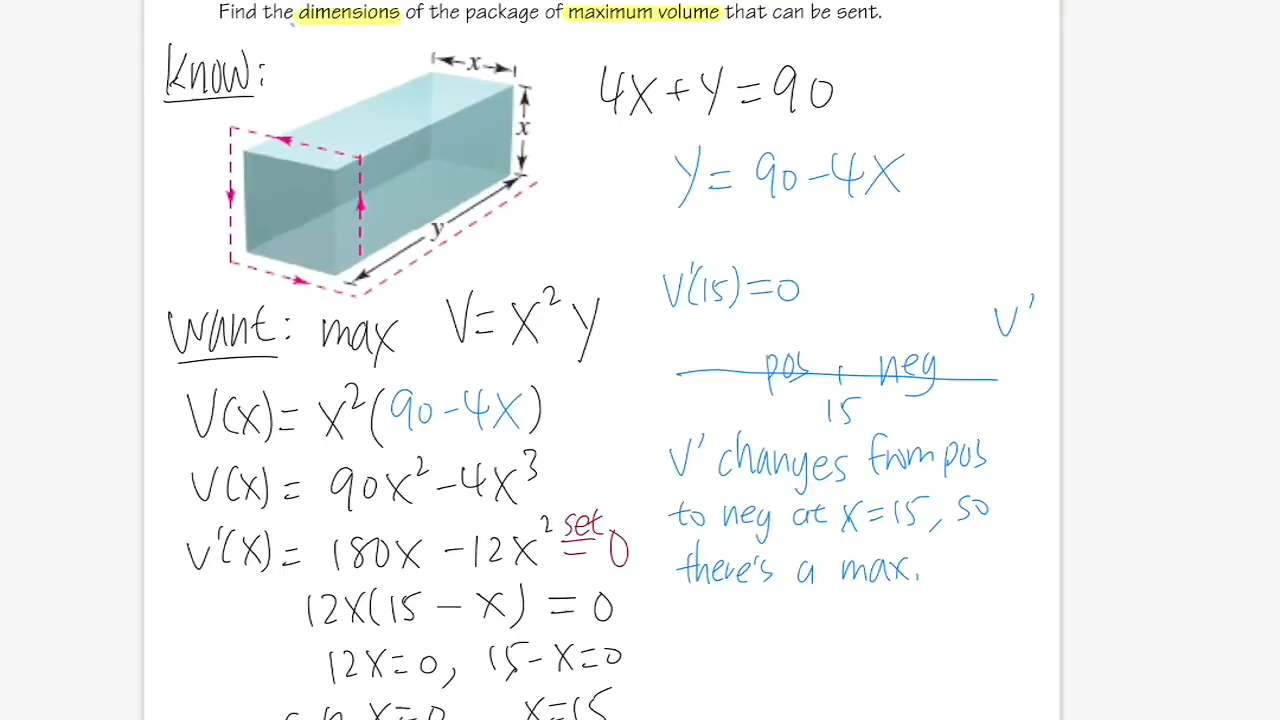 Find the dimensions of the package of maximum volume that can be sent.
Know:
x
x
y
4x+y=90
y=90-4x
Want: max V=x²y
V(x)=x²(90-4x)
V(x)=90x²-4x³
V'(x)=180x-12x² set = 0
12x(15-x)=0
12x=0, 15-x=0
x=0 x=15
V'(15)=0
V'
pos neg
15
V' changes from pos
to neg at x=15, so
there's a max.